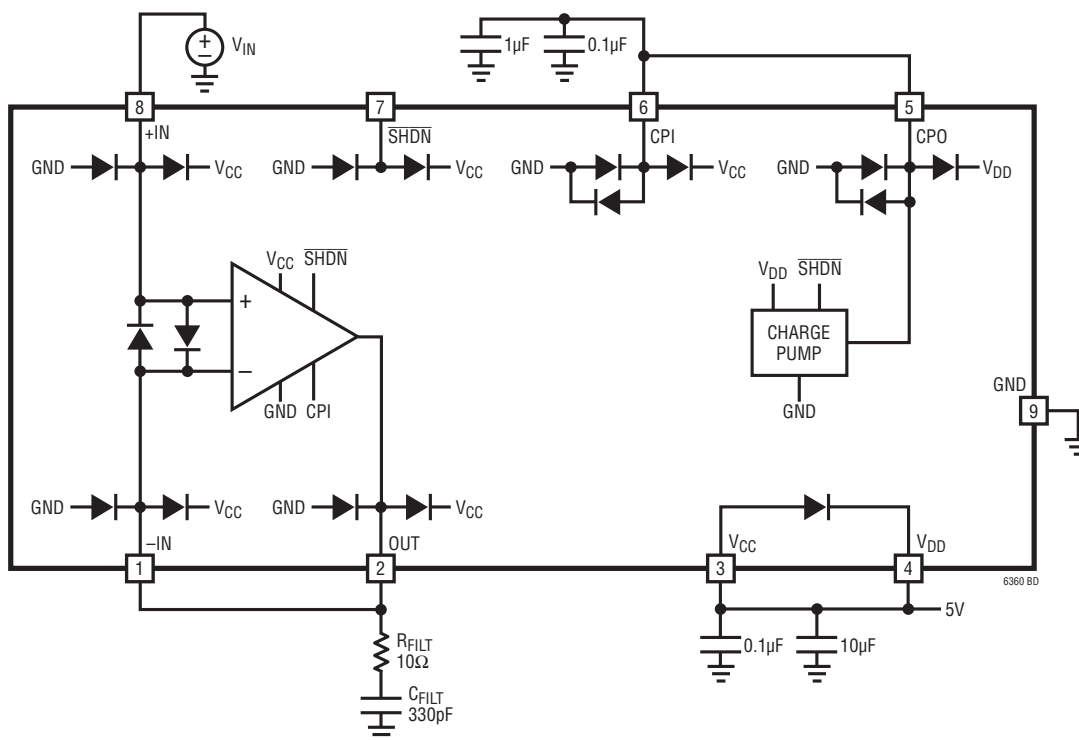 +
−
VIN
1µF
0.1µF
8
7
6
5
+IN
SHDN
CPI
CPO
GND
VCC
GND
VCC
GND
VCC
GND
VDD
VCC
SHDN
+
−
GND
CPI
VDD
SHDN
CHARGE
PUMP
GND
GND
9
GND
VCC
GND
VCC
−IN
OUT
VCC
VDD
1
2
3
4
6360 BD
5V
0.1µF
10µF
RFILT
10Ω
CFILT
330pF